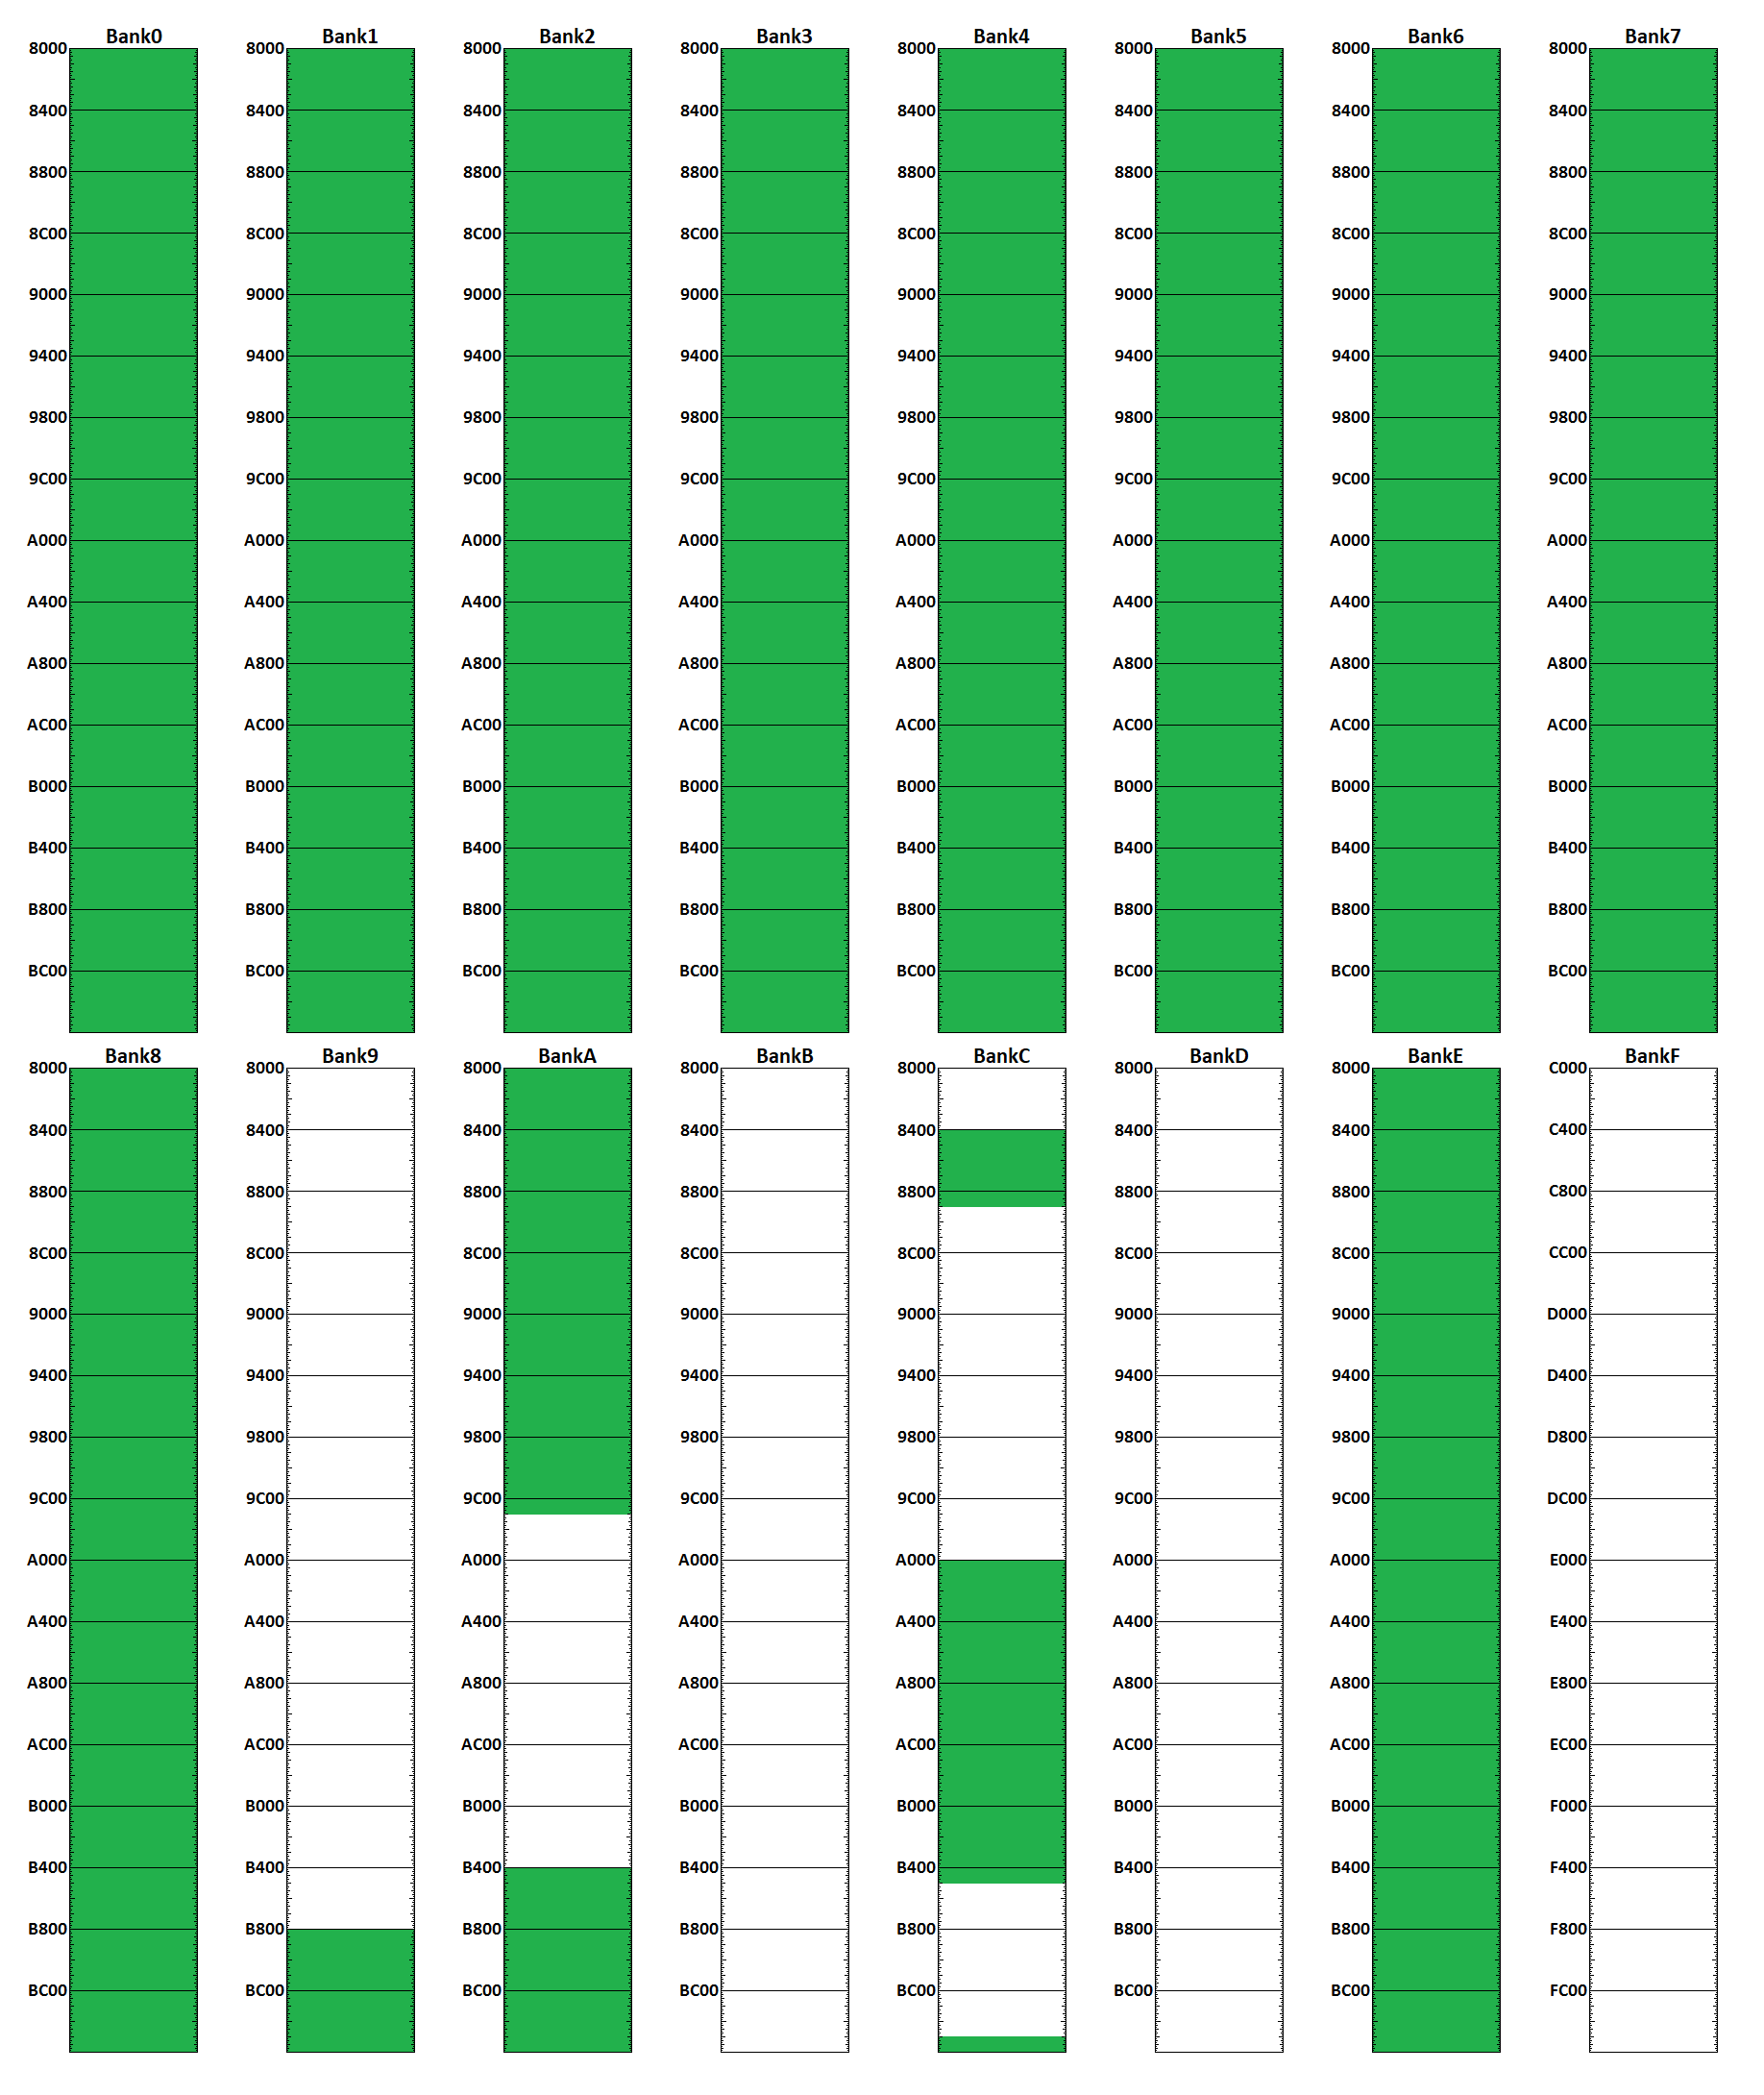 Bank0 Bank1 Bank2 Bank3 Bank4 Bank5 Bank6 Bank7
8000 8000 8000 8000 8000 8000 8000 8000
8400 8400 8400 8400 8400 8400 8400 8400
8800 8800 8800 8800 8800 8800 8800 8800
8C00 8C00 8C00 8C00 8C00 8C00 8C00 8C00
9000 9000 9000 9000 9000 9000 9000 9000
9400 9400 9400 9400 9400 9400 9400 9400
9800 9800 9800 9800 9800 9800 9800 9800
9C00 9C00 9C00 9C00 9C00 9C00 9C00 9C00
A000 A000 A000 A000 A000 A000 A000 A000
A400 A400 A400 A400 A400 A400 A400 A400
A800 A800 A800 A800 A800 A800 A800 A800
AC00 AC00 AC00 AC00 AC00 AC00 AC00 AC00
B000 B000 B000 B000 B000 B000 B000 B000
B400 B400 B400 B400 B400 B400 B400 B400
B800 B800 B800 B800 B800 B800 B800 B800
BC00 BC00 BC00 BC00 BC00 BC00 BC00 BC00
Bank8 Bank9 BankA BankB BankC BankD BankE BankF
8000 8000 8000 8000 8000 8000 8000 C000
8400 8400 8400 8400 8400 8400 8400 C400
8800 8800 8800 8800 8800 8800 8800 C800
8C00 8C00 8C00 8C00 8C00 8C00 8C00 CC00
9000 9000 9000 9000 9000 9000 9000 D000
9400 9400 9400 9400 9400 9400 9400 D400
9800 9800 9800 9800 9800 9800 9800 D800
9C00 9C00 9C00 9C00 9C00 9C00 9C00 DC00
A000 A000 A000 A000 A000 A000 A000 E000
A400 A400 A400 A400 A400 A400 A400 E400
A800 A800 A800 A800 A800 A800 A800 E800
AC00 AC00 AC00 AC00 AC00 AC00 AC00 EC00
B000 B000 B000 B000 B000 B000 B000 F000
B400 B400 B400 B400 B400 B400 B400 F400
B800 B800 B800 B800 B800 B800 B800 F800
BC00 BC00 BC00 BC00 BC00 BC00 BC00 FC00